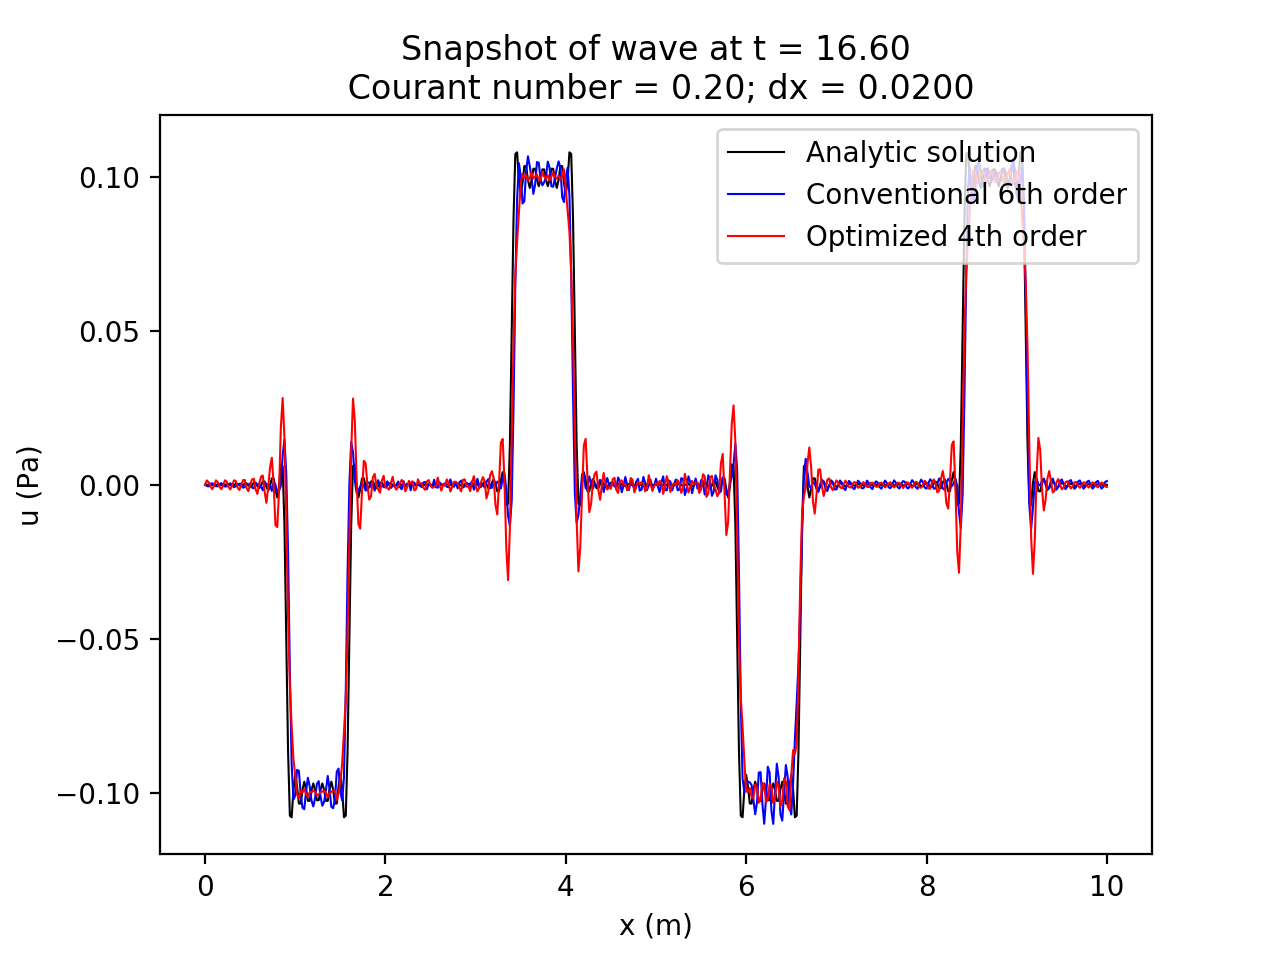 Snapshot of wave at t = 16.60
Courant number = 0.20; dx = 0.0200
Analytic solution
Conventional 6th order
Optimized 4th order
u (Pa)
0.10
0.05
0.00
−0.05
−0.10
0 2 4 6 8 10
x (m)